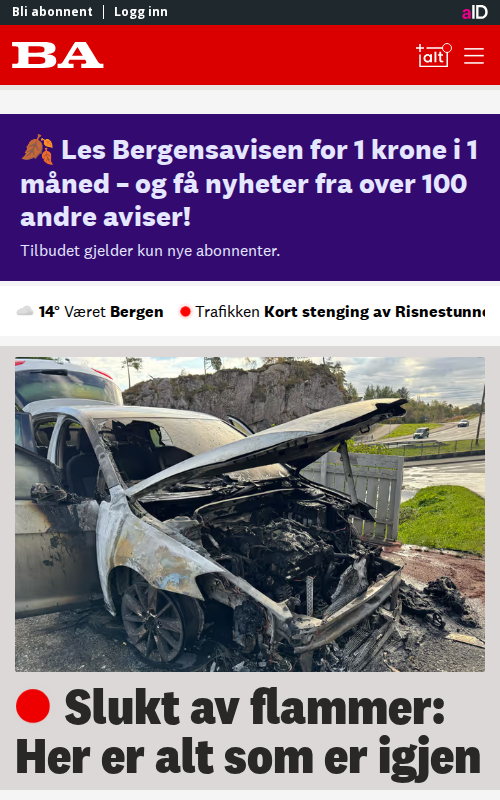 Bli abonnent | Logg inn
aID
BA
alt
Les Bergensavisen for 1 krone i 1
måned – og få nyheter fra over 100
andre aviser!
Tilbudet gjelder kun nye abonnenter.
14° Været Bergen Trafikken Kort stenging av Risnestunne
Slukt av flammer:
Her er alt som er igjen